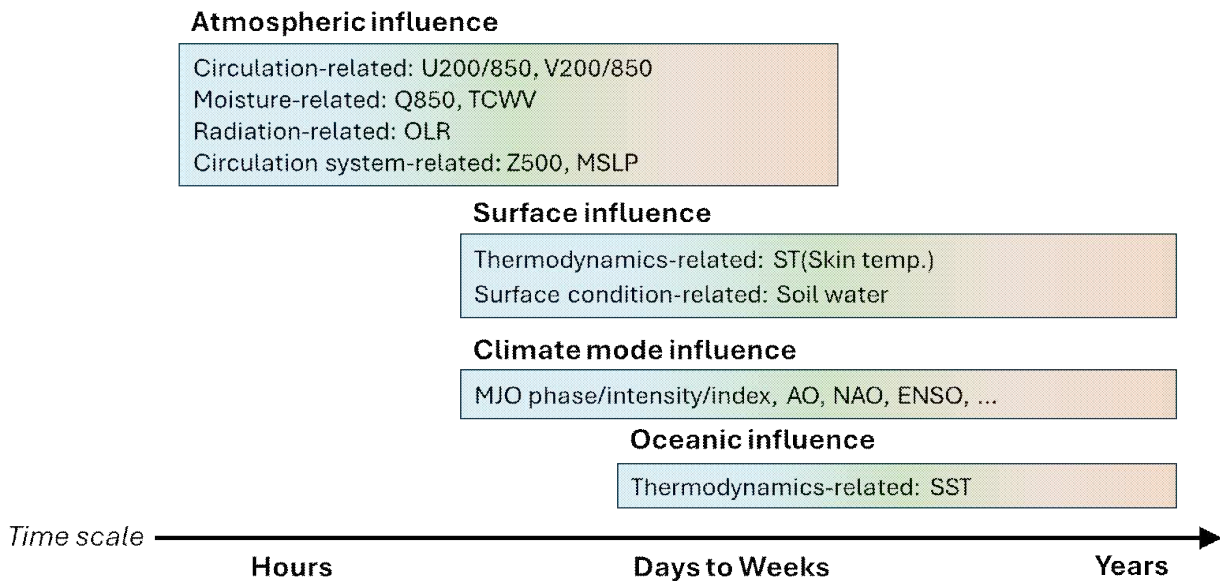 Atmospheric influence
Circulation-related: U200/850, V200/850
Moisture-related: Q850, TCWV
Radiation-related: OLR
Circulation system-related: Z500, MSLP
Surface influence
Thermodynamics-related: ST(Skin temp.)
Surface condition-related: Soil water
Climate mode influence
MJO phase/intensity/index, AO, NAO, ENSO, ...
Oceanic influence
Thermodynamics-related: SST
Time scale
Hours Days to Weeks Years